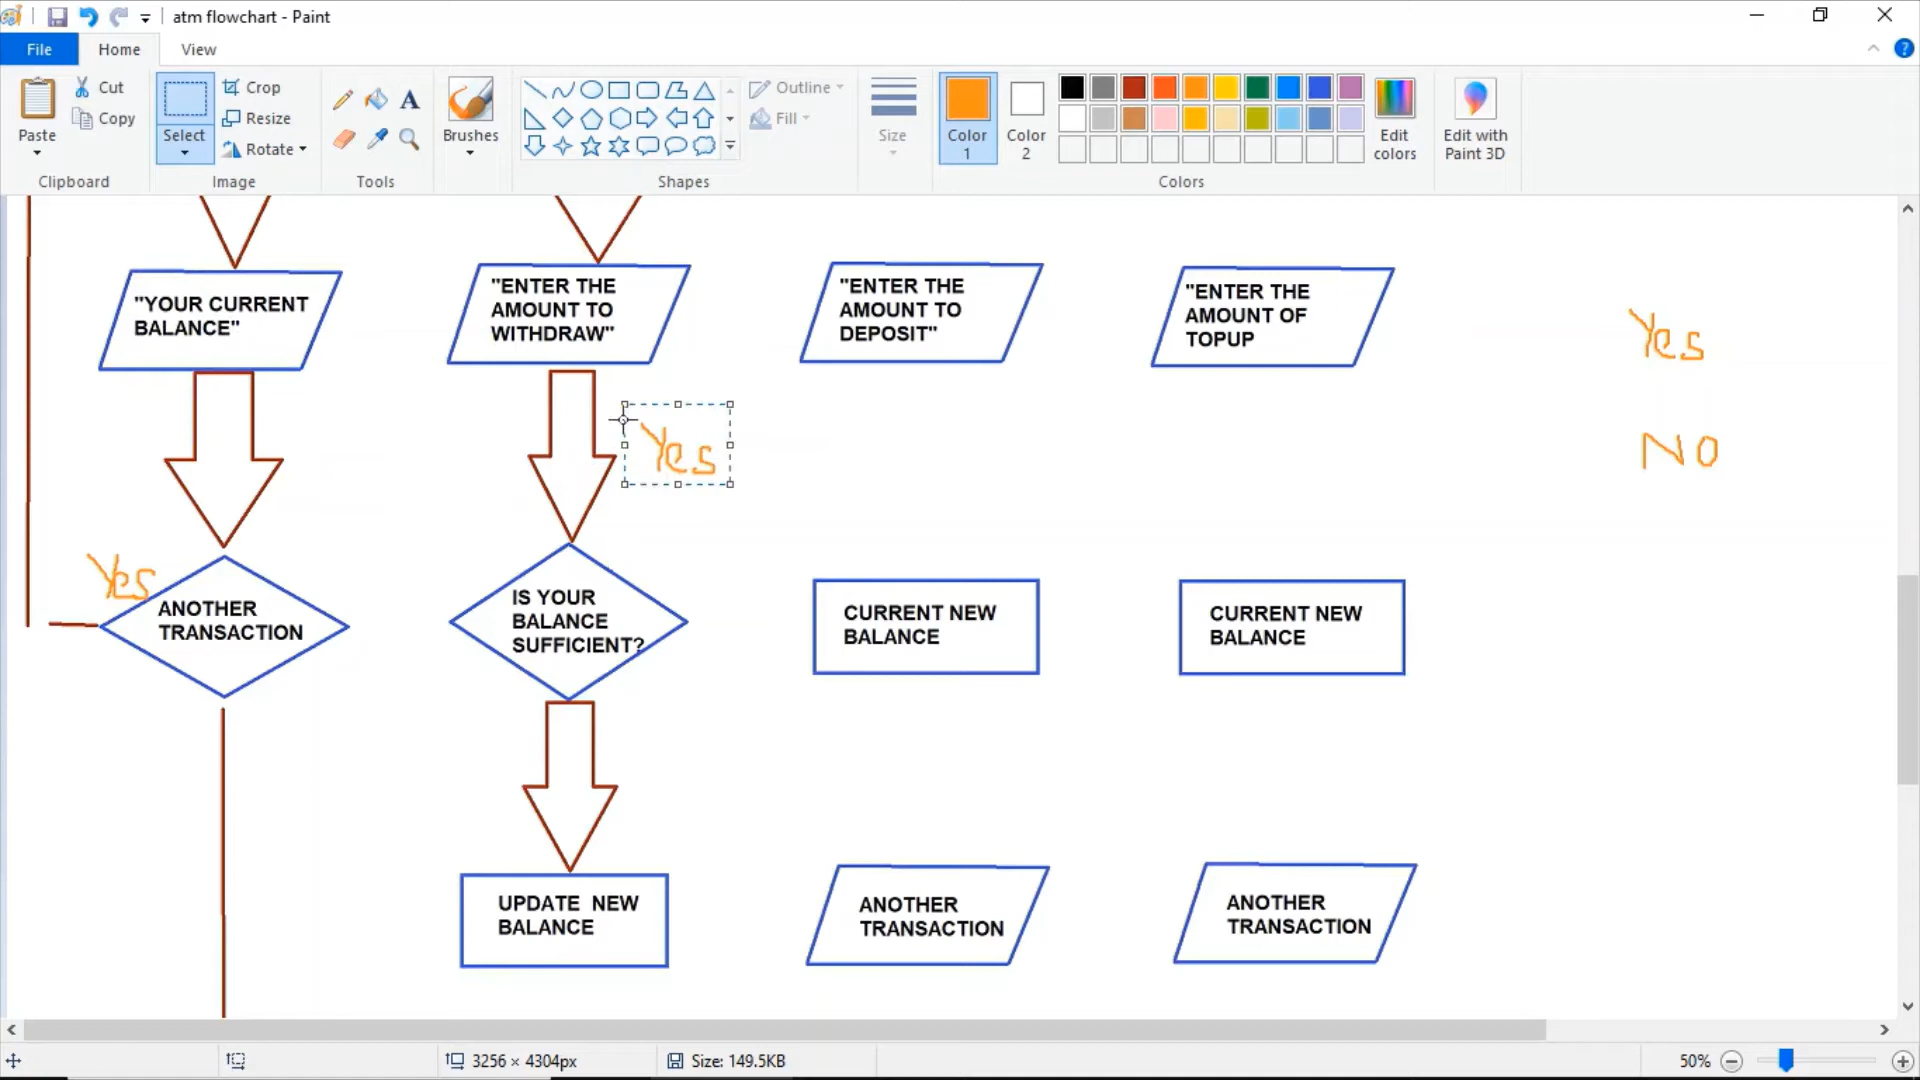 atm flowchart - Paint
File
Home
View
Paste
Cut
Copy
Clipboard
Select
Crop
Resize
Rotate
Image
Tools
Brushes
Shapes
Outline
Fill
Size
Color
1
Color
2
Colors
Edit
colors
Edit with
Paint 3D
"YOUR CURRENT
BALANCE"
"ENTER THE
AMOUNT TO
WITHDRAW"
"ENTER THE
AMOUNT TO
DEPOSIT"
"ENTER THE
AMOUNT OF
TOPUP
Yes
Yes
NO
Yes
ANOTHER
TRANSACTION
IS YOUR
BALANCE
SUFFICIENT?
CURRENT NEW
BALANCE
CURRENT NEW
BALANCE
UPDATE NEW
BALANCE
ANOTHER
TRANSACTION
ANOTHER
TRANSACTION
3256 × 4304px
Size: 149.5KB
50%